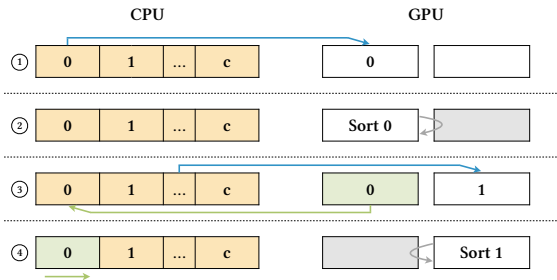 CPU GPU
① 0 1 ... c 0
② 0 1 ... c Sort 0
③ 0 1 ... c 0 1
④ 0 1 ... c Sort 1